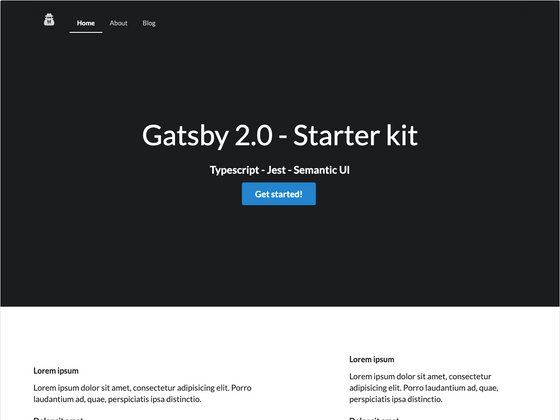 Home About Blog
Gatsby 2.0 - Starter kit
Typescript - Jest - Semantic UI
Get started!
Lorem ipsum
Lorem ipsum dolor sit amet, consectetur adipisicing elit. Porro
laudantium ad, quae, perspiciatis ipsa distinctio.
Lorem ipsum
Lorem ipsum dolor sit amet, consectetur
adipisicing elit. Porro laudantium ad, quae,
perspiciatis ipsa distinctio.